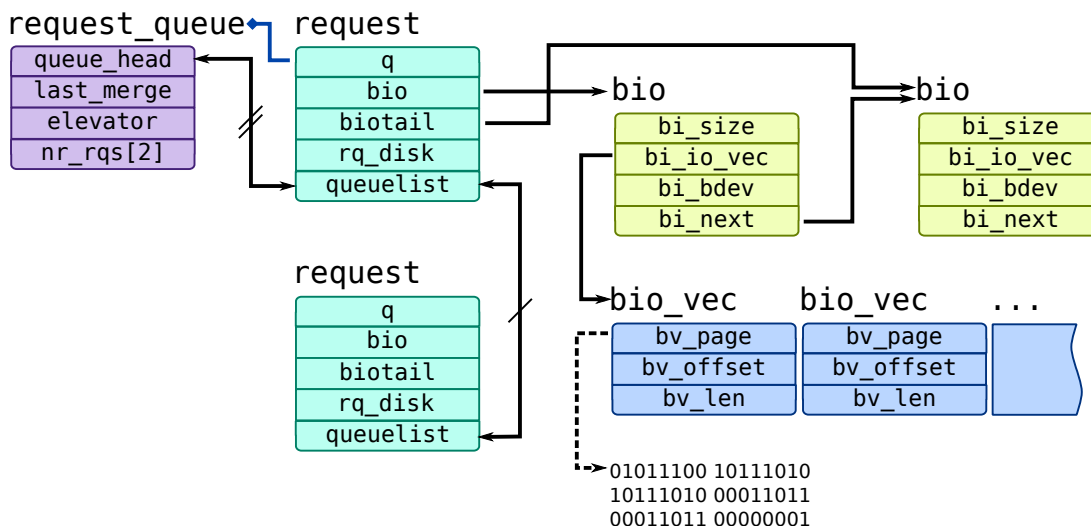 request_queue
queue_head
last_merge
elevator
nr_rqs[2]
request
q
bio
biotail
rq_disk
queuelist
request
q
bio
biotail
rq_disk
queuelist
bio
bi_size
bi_io_vec
bi_bdev
bi_next
bio
bi_size
bi_io_vec
bi_bdev
bi_next
bio_vec
bv_page
bv_offset
bv_len
bio_vec
bv_page
bv_offset
bv_len
...
01011100 10111010
10111010 00011011
00011011 00000001